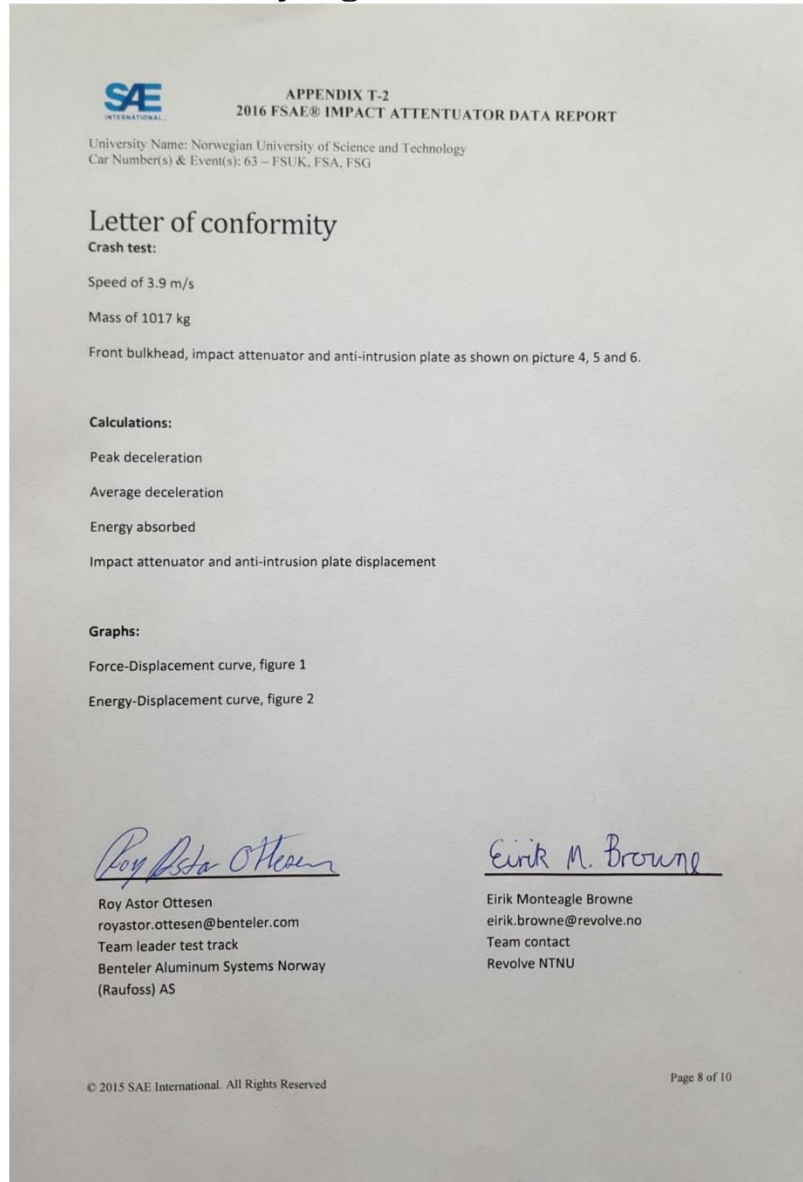 SAE
INTERNATIONAL.
APPENDIX T-2
2016 FSAE® IMPACT ATTENTUATOR DATA REPORT
University Name: Norwegian University of Science and Technology
Car Number(s) & Event(s): 63 – FSUK, FSA, FSG
Letter of conformity
Crash test:
Speed of 3.9 m/s
Mass of 1017 kg
Front bulkhead, impact attenuator and anti-intrusion plate as shown on picture 4, 5 and 6.
Calculations:
Peak deceleration
Average deceleration
Energy absorbed
Impact attenuator and anti-intrusion plate displacement
Graphs:
Force-Displacement curve, figure 1
Energy-Displacement curve, figure 2
Roy Astor Ottesen
Eirik M. Browne
Roy Astor Ottesen
royastor.ottesen@benteler.com
Team leader test track
Benteler Aluminum Systems Norway
(Raufoss) AS
Eirik Monteagle Browne
eirik.browne@revolve.no
Team contact
Revolve NTNU
© 2015 SAE International. All Rights Reserved
Page 8 of 10